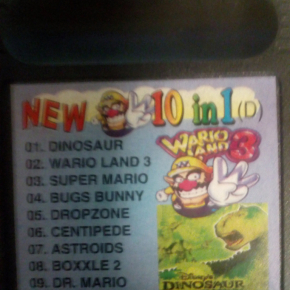 NEW 10 in 1 (D)
01. DINOSAUR
02. WARIO LAND 3
03. SUPER MARIO
04. BUGS BUNNY
05. DROPZONE
06. CENTIPEDE
07. ASTROIDS
08. BOXXLE 2
09. DR. MARIO
WARIO
LAND 3
Disney's
DINOSAUR